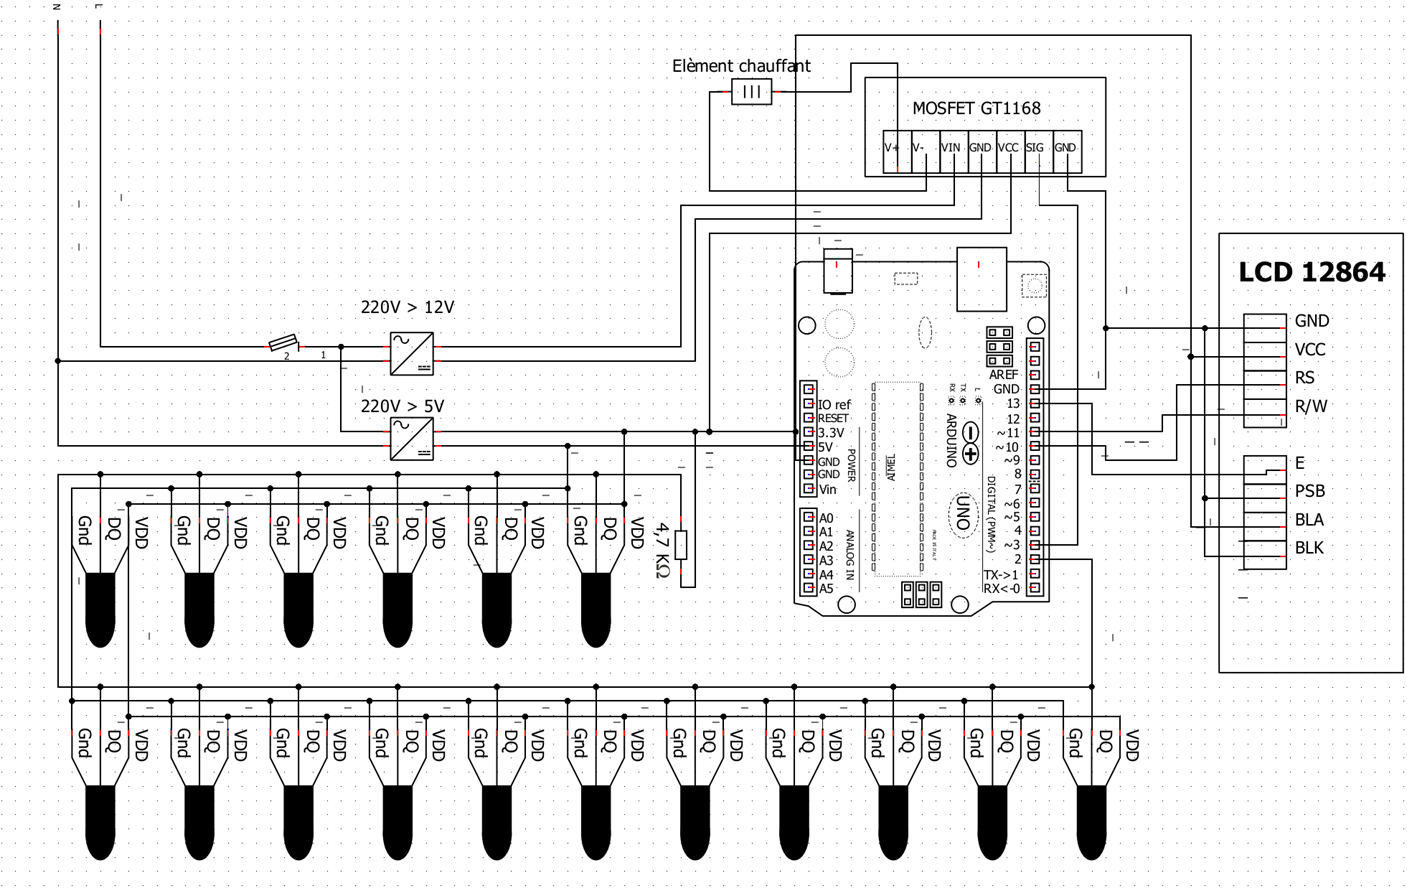 N
L
Elèment chauffant
MOSFET GT1168
V+ V- VIN GND VCC SIG GND
LCD 12864
GND
VCC
RS
R/W
E
PSB
BLA
BLK
220V > 12V
2 1
220V > 5V
IO ref
RESET
3.3V
5V
GND
GND
Vin
POWER
A0
A1
A2
A3
A4
A5
ANALOG IN
AREF
GND
13
12
~11
~10
~9
8
7
~6
~5
4
~3
2
TX->1
RX<-0
DIGITAL (PWM~)
RX TX L
ARDUINO
UNO
4,7 KΩ
Gnd DQ VDD Gnd DQ VDD Gnd DQ VDD Gnd DQ VDD Gnd DQ VDD Gnd DQ VDD
Gnd DQ VDD Gnd DQ VDD Gnd DQ VDD Gnd DQ VDD Gnd DQ VDD Gnd DQ VDD Gnd DQ VDD Gnd DQ VDD Gnd DQ VDD Gnd DQ VDD Gnd DQ VDD